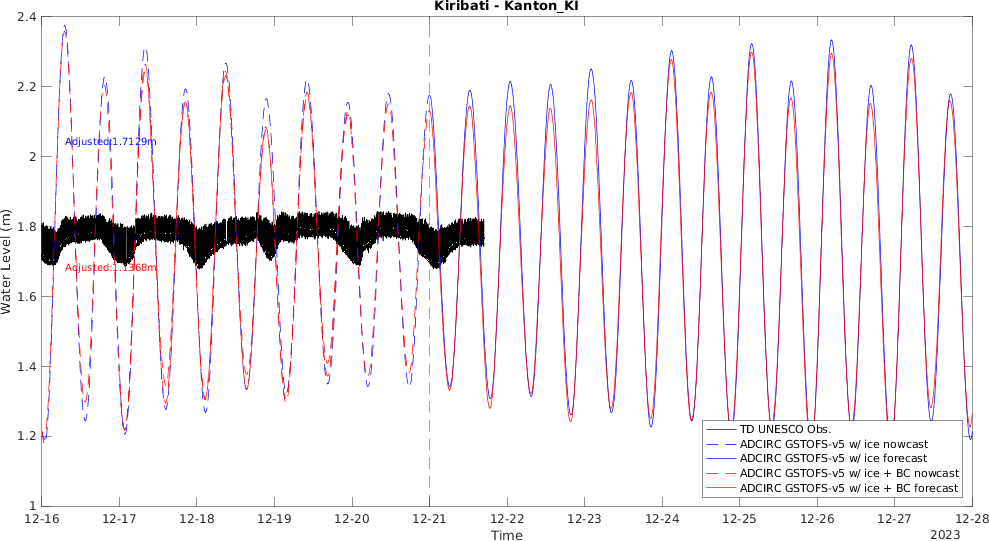 Kiribati - Kanton_KI
Water Level (m)
2.4
2.2
2
1.8
1.6
1.4
1.2
1
Adjusted:1.7129m
Adjusted:1.1368m
TD UNESCO Obs.
ADCIRC GSTOFS-v5 w/ ice nowcast
ADCIRC GSTOFS-v5 w/ ice forecast
ADCIRC GSTOFS-v5 w/ ice + BC nowcast
ADCIRC GSTOFS-v5 w/ ice + BC forecast
12-16 12-17 12-18 12-19 12-20 12-21 12-22 12-23 12-24 12-25 12-26 12-27 12-28
Time
2023